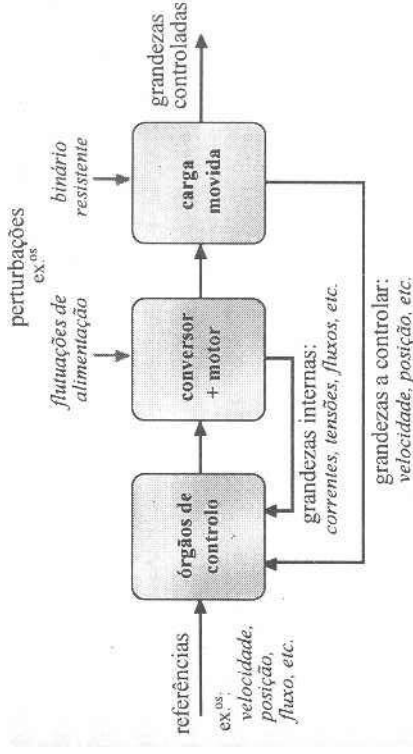 perturbações
ex.os
flutuações de
alimentação
binário
resistente
referências
ex.os:
velocidade,
posição,
fluxo, etc.
órgãos de
controlo
conversor
+ motor
carga
movida
grandezas
controladas
grandezas internas:
correntes, tensões, fluxos, etc.
grandezas a controlar:
velocidade, posição, etc.